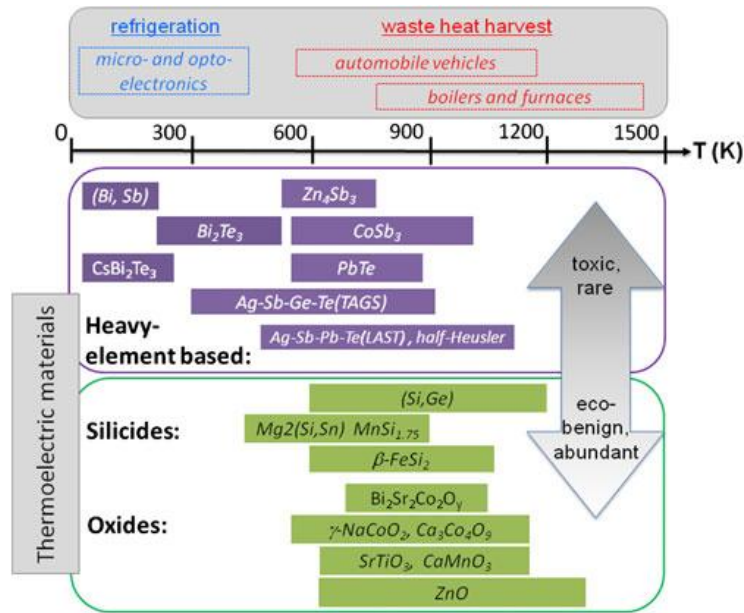 refrigeration
waste heat harvest
micro- and opto-
electronics
automobile vehicles
boilers and furnaces
0 300 600 900 1200 1500
T (K)
(Bi, Sb)
Zn₄Sb₃
Bi₂Te₃
CoSb₃
CsBi₂Te₃
PbTe
Ag-Sb-Ge-Te(TAGS)
Heavy-
element based:
Ag-Sb-Pb-Te(LAST) , half-Heusler
toxic,
rare
Thermoelectric materials
(Si,Ge)
Silicides:
Mg2(Si,Sn) MnSi₁.₇₅
β-FeSi₂
eco-
benign,
abundant
Bi₂Sr₂Co₂Oᵧ
Oxides:
γ-NaCoO₂, Ca₃Co₄O₉
SrTiO₃, CaMnO₃
ZnO